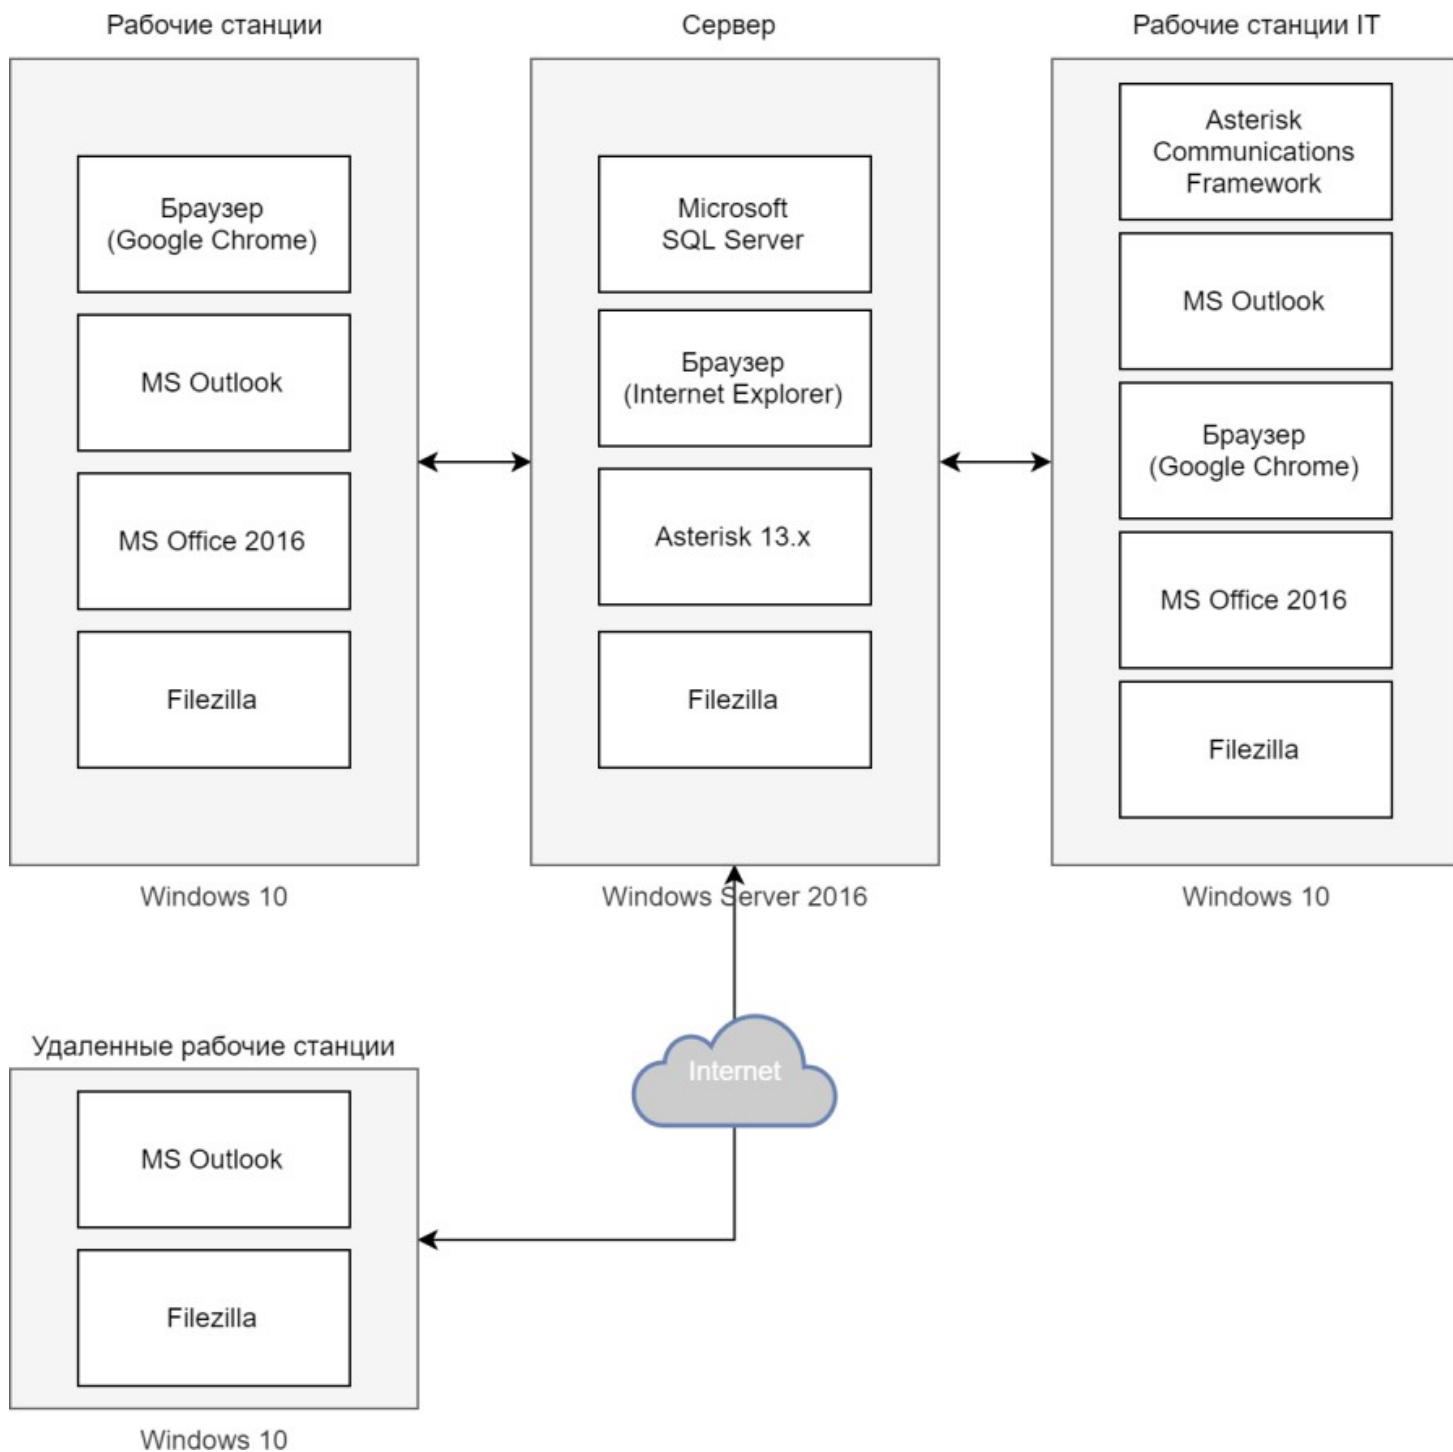 Рабочие станции
Браузер
(Google Chrome)
MS Outlook
MS Office 2016
Filezilla
Windows 10
Сервер
Microsoft
SQL Server
Браузер
(Internet Explorer)
Asterisk 13.x
Filezilla
Windows Server 2016
Рабочие станции IT
Asterisk
Communications
Framework
MS Outlook
Браузер
(Google Chrome)
MS Office 2016
Filezilla
Windows 10
Internet
Удаленные рабочие станции
MS Outlook
Filezilla
Windows 10